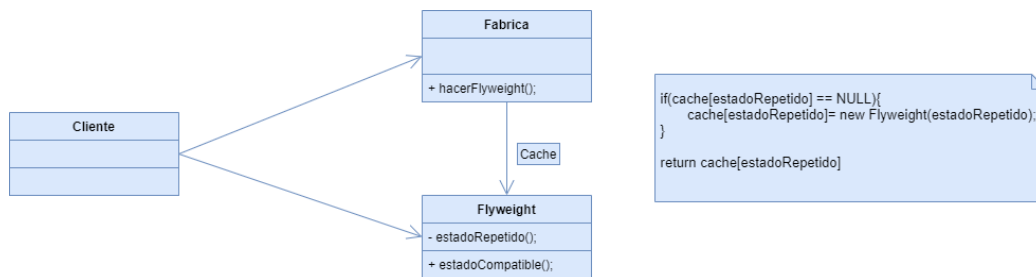 Fabrica
+ hacerFlyweight();
Cliente
Cache
Flyweight
- estadoRepetido();
+ estadoCompatible();
if(cache[estadoRepetido] == NULL){
cache[estadoRepetido]= new Flyweight(estadoRepetido);
}
return cache[estadoRepetido]